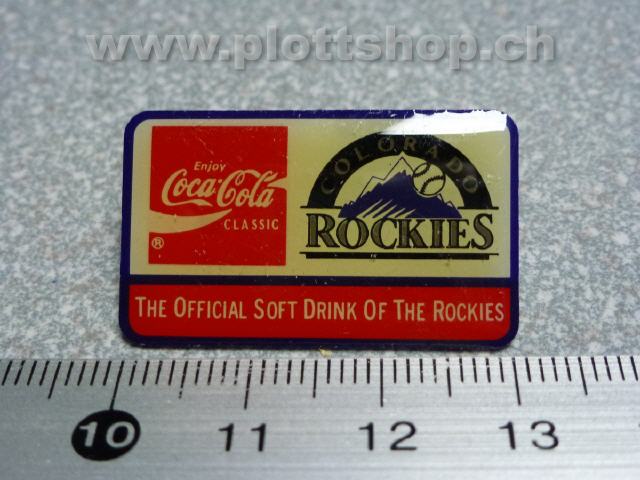 www.plottshop.ch
Enjoy
Coca-Cola
CLASSIC
®
COLORADO
ROCKIES
THE OFFICIAL SOFT DRINK OF THE ROCKIES
10 11 12 13